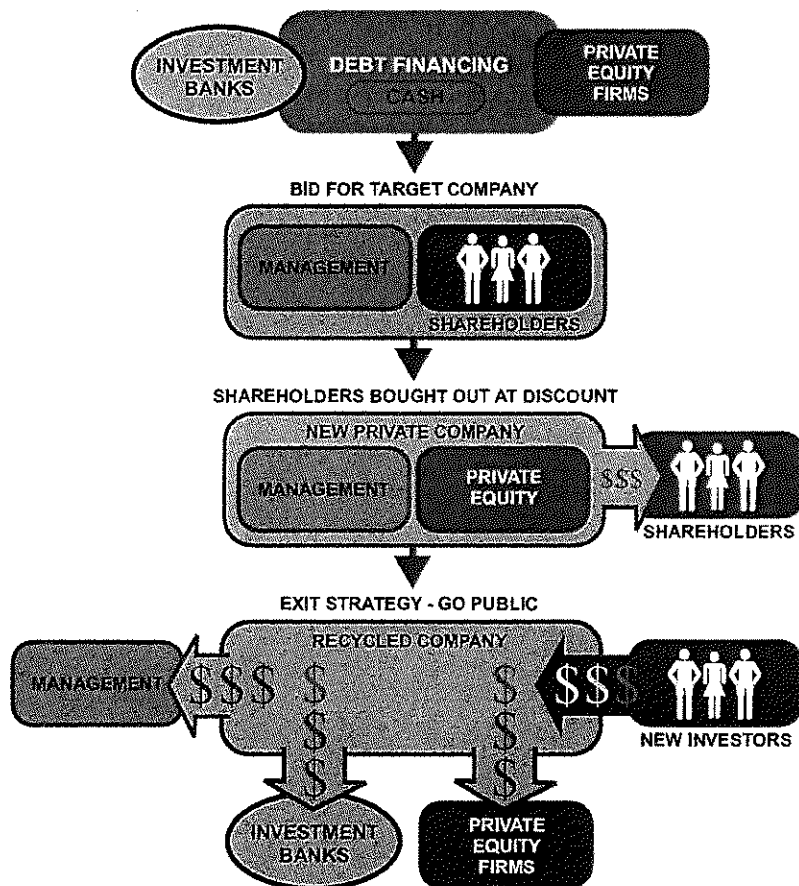 INVESTMENT
BANKS
DEBT FINANCING
CASH
PRIVATE
EQUITY
FIRMS
BID FOR TARGET COMPANY
MANAGEMENT
SHAREHOLDERS
SHAREHOLDERS BOUGHT OUT AT DISCOUNT
NEW PRIVATE COMPANY
MANAGEMENT
PRIVATE
EQUITY
$$$
SHAREHOLDERS
EXIT STRATEGY - GO PUBLIC
RECYCLED COMPANY
MANAGEMENT
$$$
$
$
$
$
$
$
$$$
NEW INVESTORS
INVESTMENT
BANKS
PRIVATE
EQUITY
FIRMS